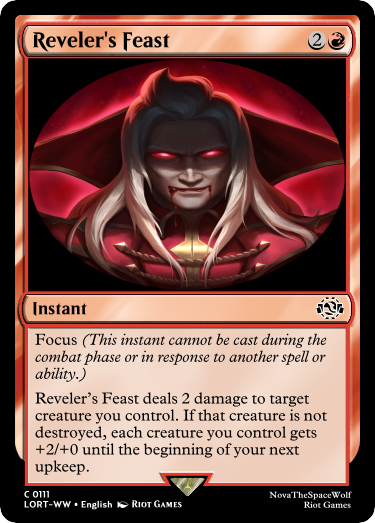 Reveler's Feast 2
Instant
Focus (This instant cannot be cast during the
combat phase or in response to another spell or
ability.)
Reveler's Feast deals 2 damage to target
creature you control. If that creature is not
destroyed, each creature you control gets
+2/+0 until the beginning of your next
upkeep.
C 0111
LORT-WW • English Riot Games
NovaTheSpaceWolf
Riot Games